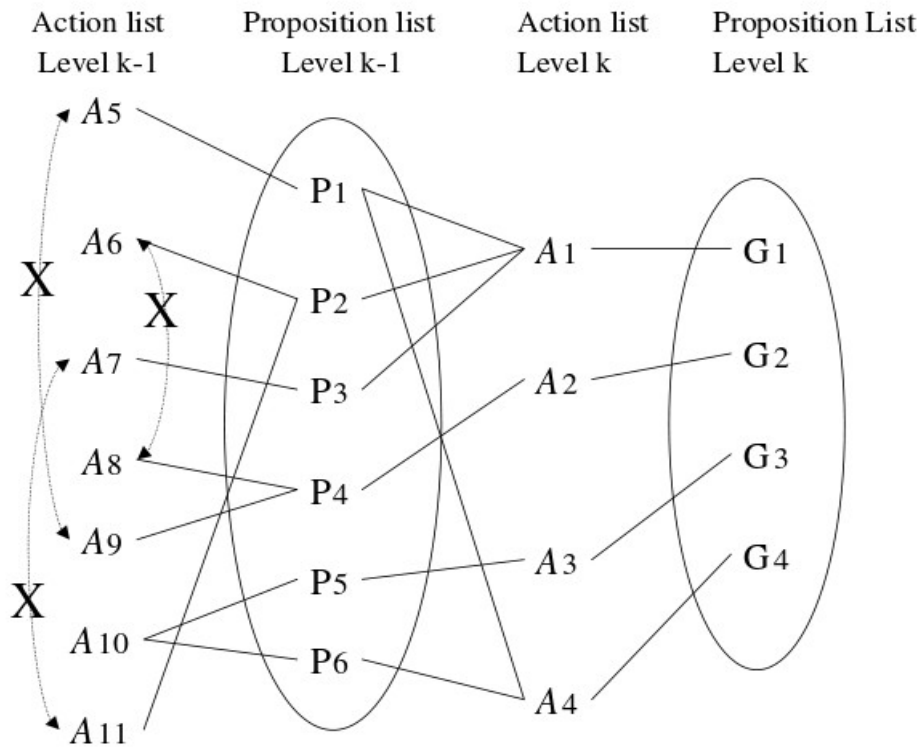 Action list Proposition list Action list Proposition List
Level k-1 Level k-1 Level k Level k
A5
P1
A6 A1 G1
X X P2
A7 P3 A2 G2
A8 P4 G3
A9
X P5 A3 G4
A10 P6
A11 A4